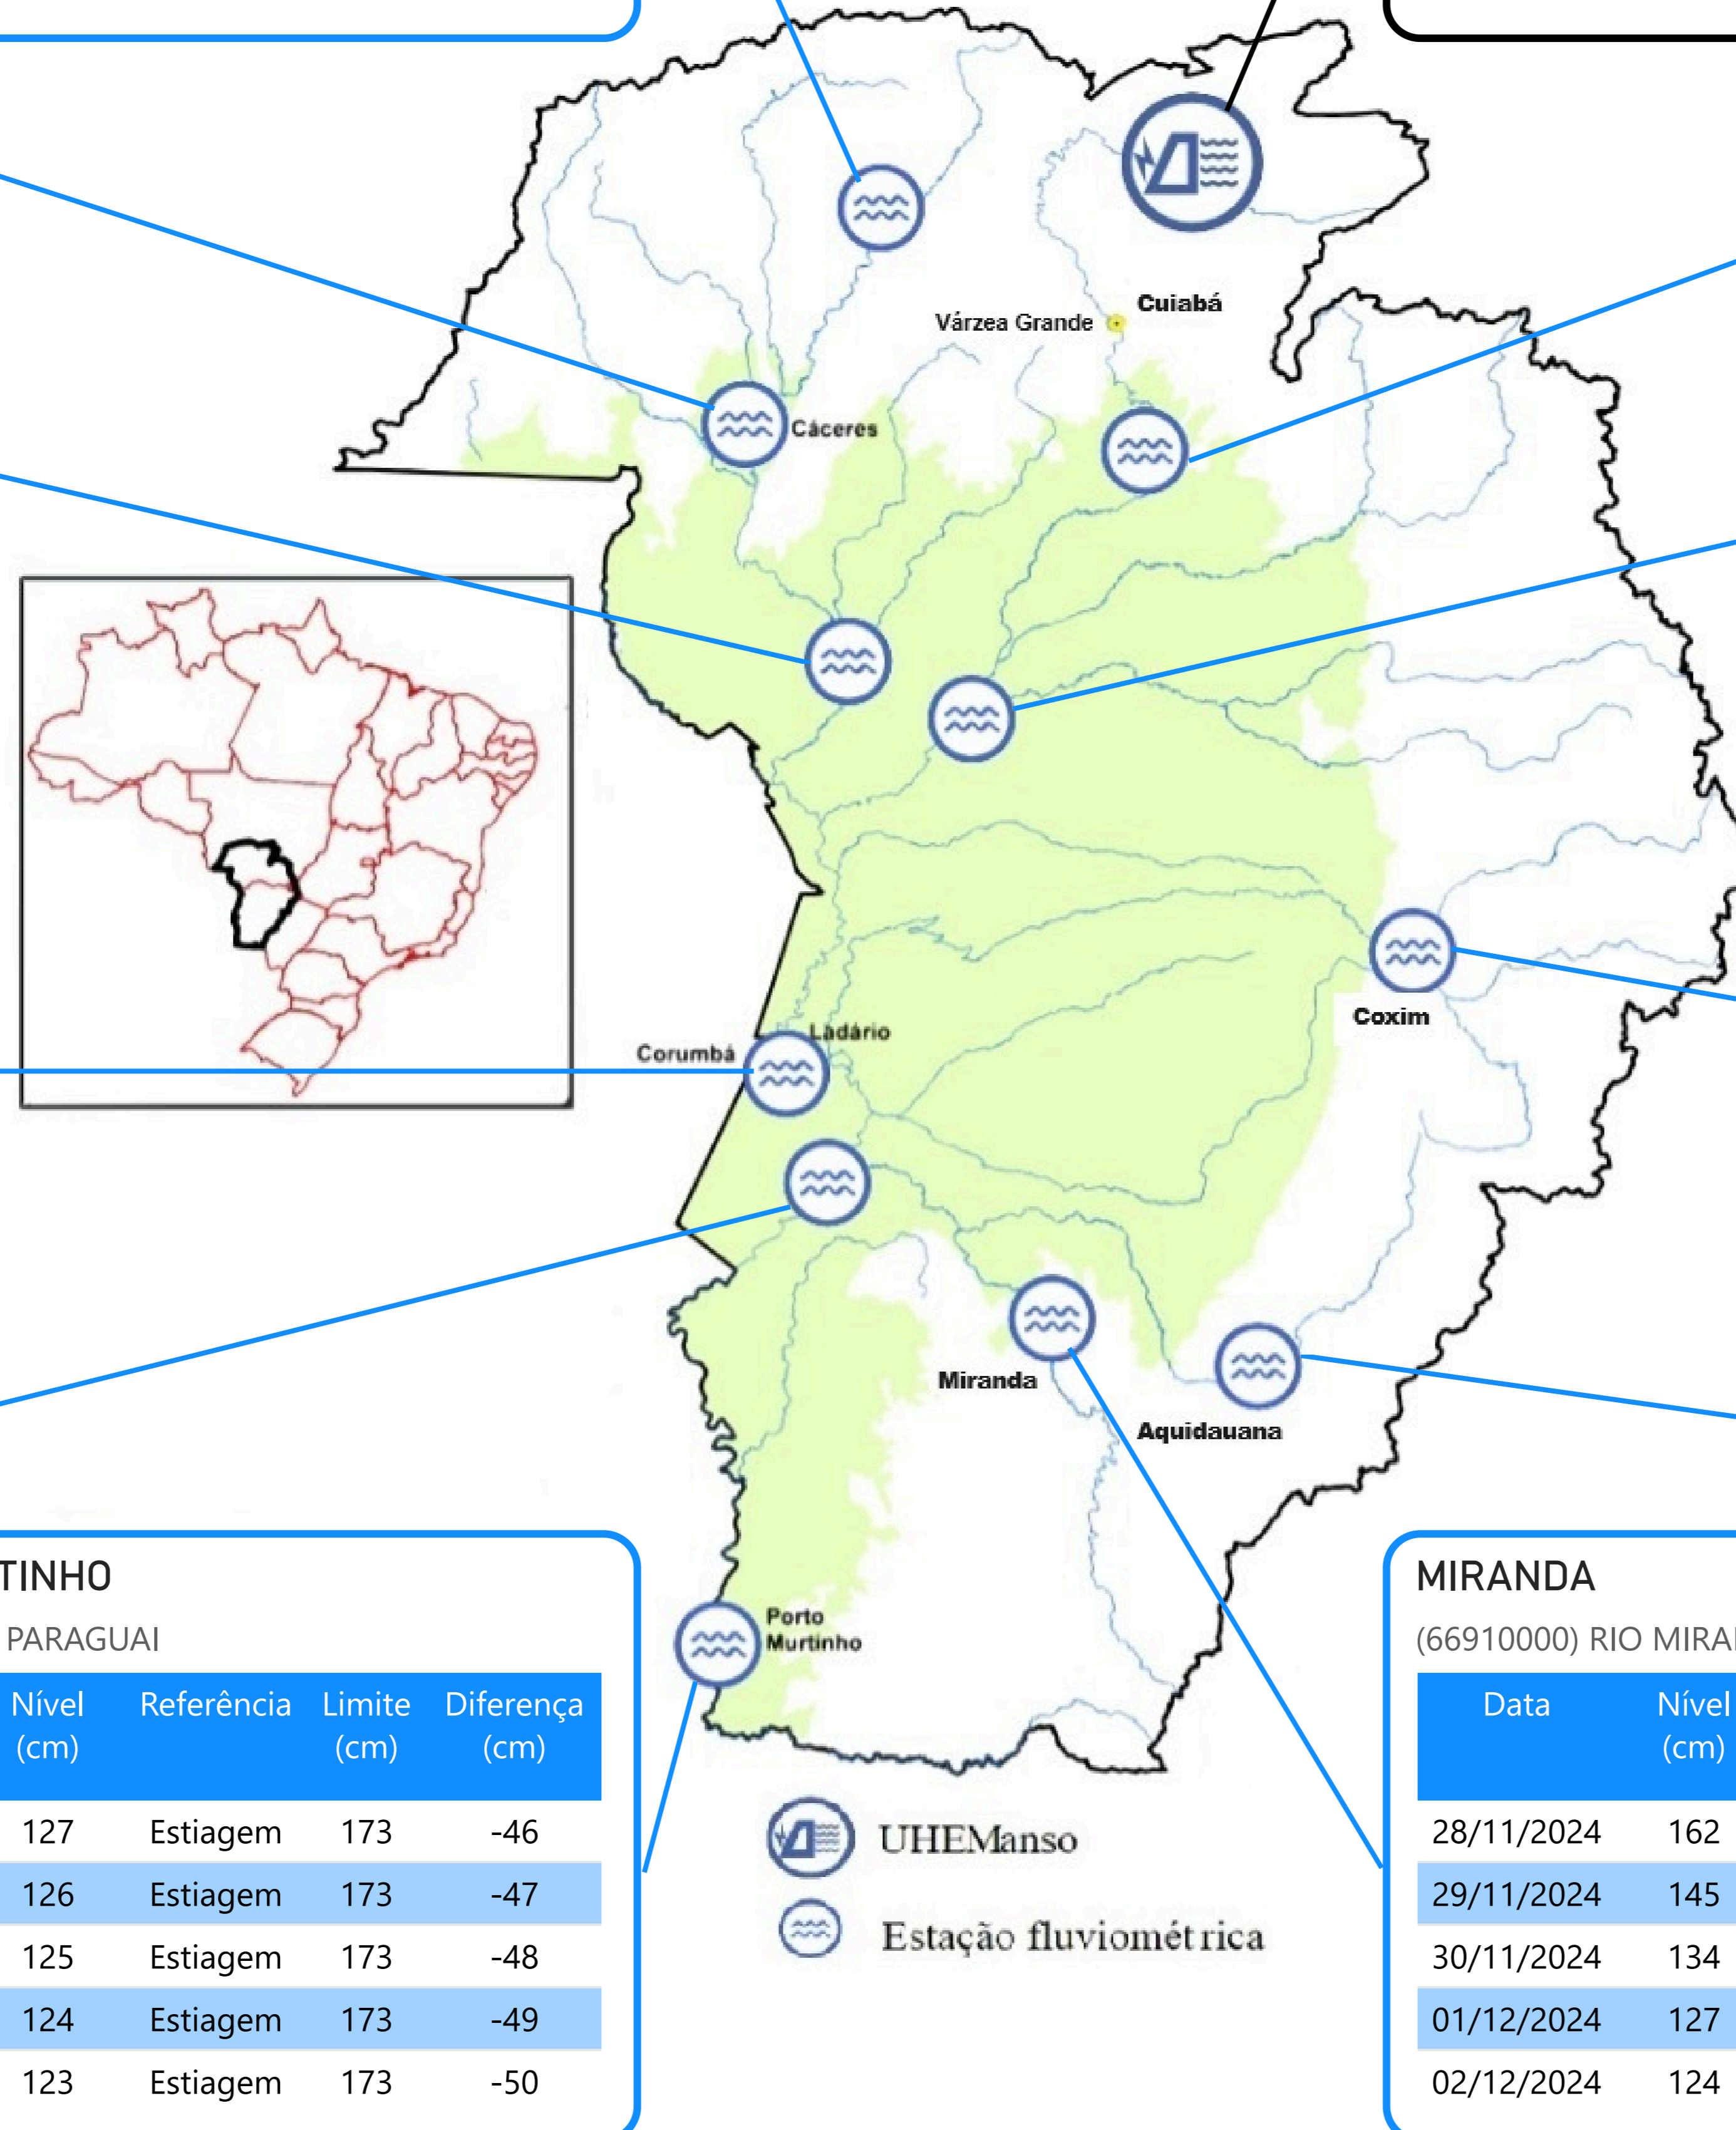 Cuiabá
Várzea Grande
Cáceres
Coxim
Ladário
Corumbá
Miranda
Aquidauana
TINHO
PARAGUAI
Nível Referência Limite Diferença
(cm) (cm) (cm)
127 Estiagem 173 -46
126 Estiagem 173 -47
125 Estiagem 173 -48
124 Estiagem 173 -49
123 Estiagem 173 -50
Porto
Murtinho
UHEManso
Estação fluviométrica
MIRANDA
(66910000) RIO MIRA
Data Nível
(cm)
28/11/2024 162
29/11/2024 145
30/11/2024 134
01/12/2024 127
02/12/2024 124